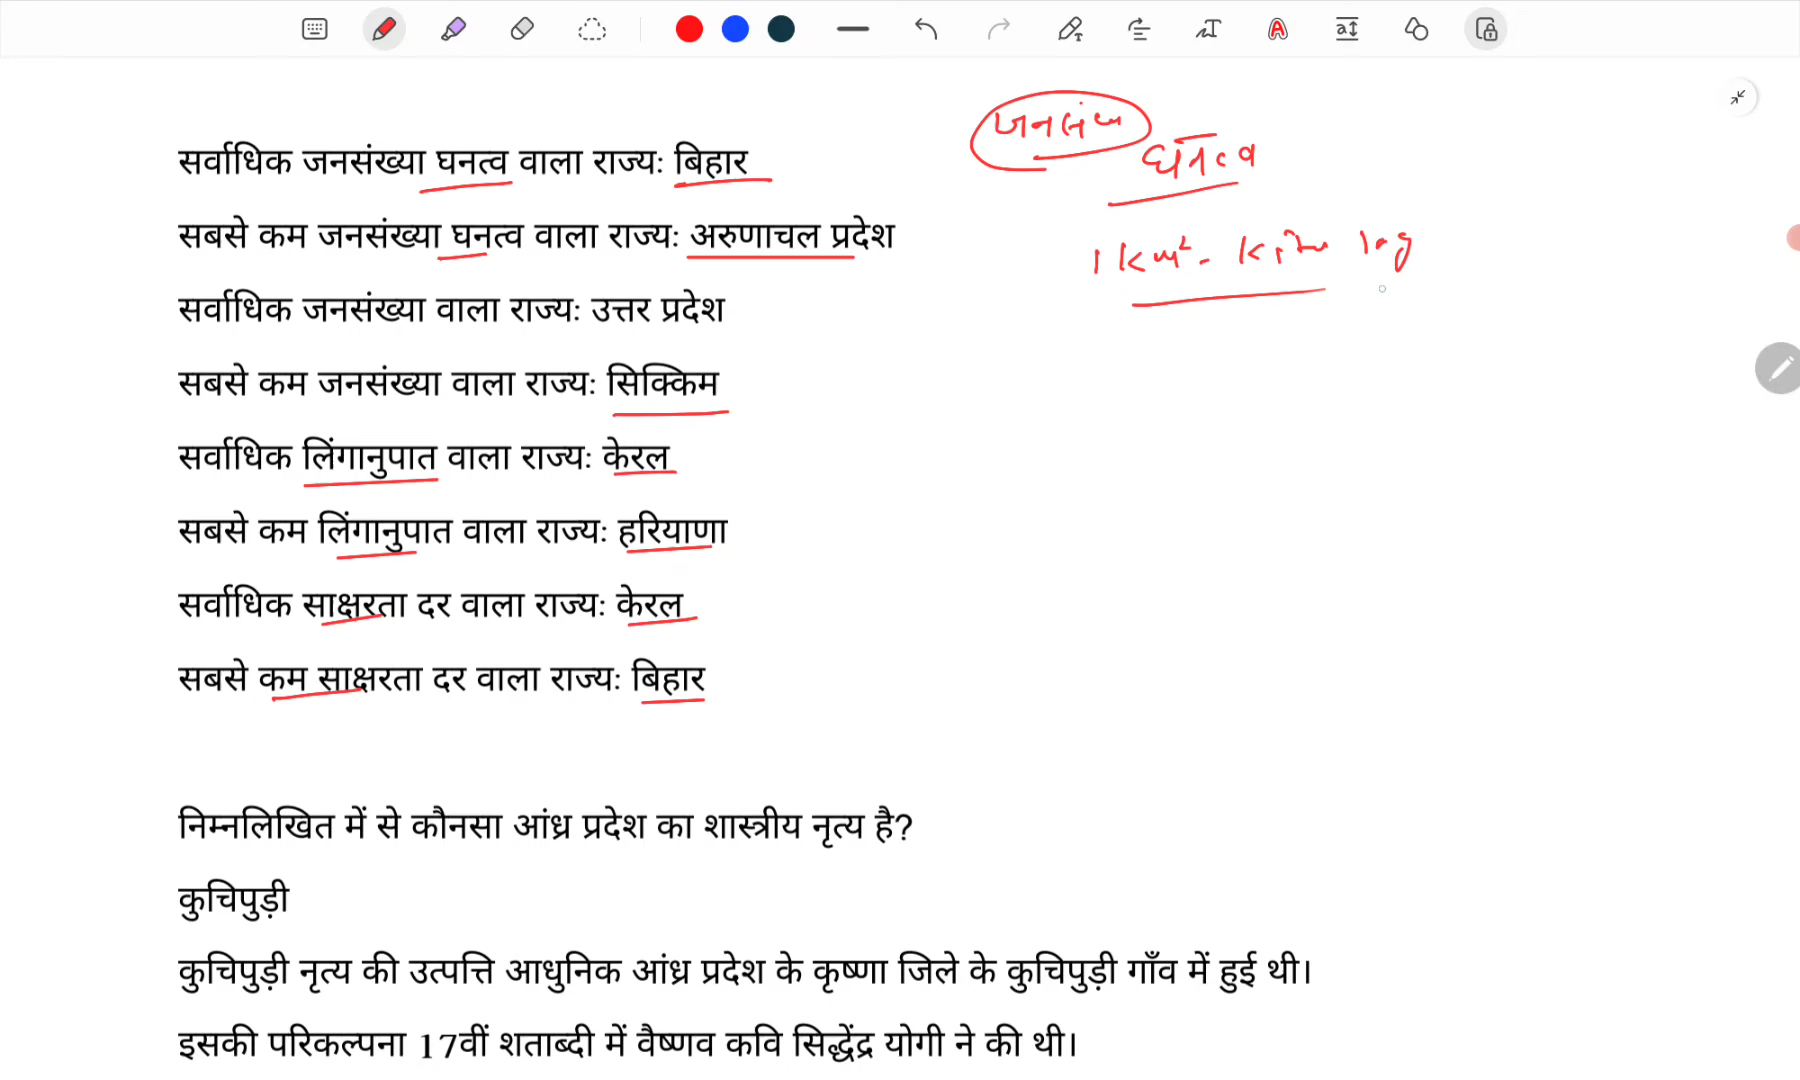 सर्वाधिक जनसंख्या घनत्व वाला राज्य: बिहार
जनसंख्या
घनत्व
सबसे कम जनसंख्या घनत्व वाला राज्य: अरुणाचल प्रदेश
1 km² - kitne log
सर्वाधिक जनसंख्या वाला राज्य: उत्तर प्रदेश
सबसे कम जनसंख्या वाला राज्य: सिक्किम
सर्वाधिक लिंगानुपात वाला राज्य: केरल
सबसे कम लिंगानुपात वाला राज्य: हरियाणा
सर्वाधिक साक्षरता दर वाला राज्य: केरल
सबसे कम साक्षरता दर वाला राज्य: बिहार
निम्नलिखित में से कौनसा आंध्र प्रदेश का शास्त्रीय नृत्य है?
कुचिपुड़ी
कुचिपुड़ी नृत्य की उत्पत्ति आधुनिक आंध्र प्रदेश के कृष्णा जिले के कुचिपुड़ी गाँव में हुई थी।
इसकी परिकल्पना 17वीं शताब्दी में वैष्णव कवि सिद्धेंद्र योगी ने की थी।